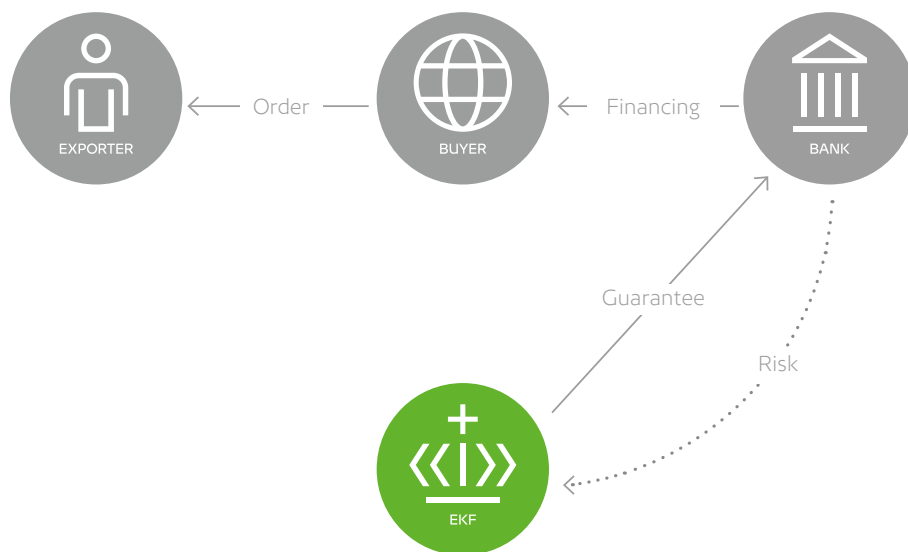 Order
Financing
EXPORTER
BUYER
BANK
Guarantee
Risk
EKF